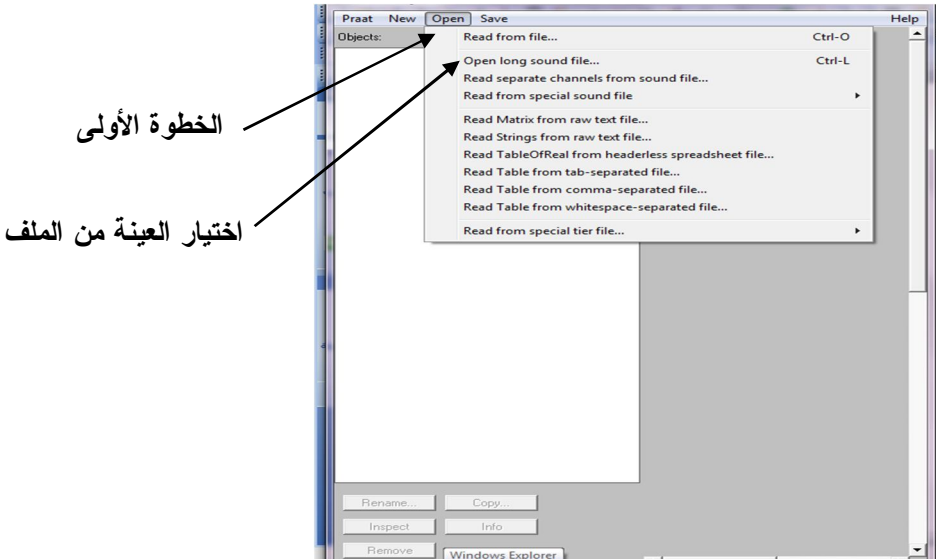 Praat New Open Save Help
Objects:
Read from file... Ctrl-O
Open long sound file... Ctrl-L
Read separate channels from sound file...
Read from special sound file
Read Matrix from raw text file...
Read Strings from raw text file...
Read TableOfReal from headerless spreadsheet file...
Read Table from tab-separated file...
Read Table from comma-separated file...
Read Table from whitespace-separated file...
Read from special tier file...
الخطوة الأولى
اختيار العينة من الملف
Rename... Copy...
Inspect Info
Remove
Windows Explorer